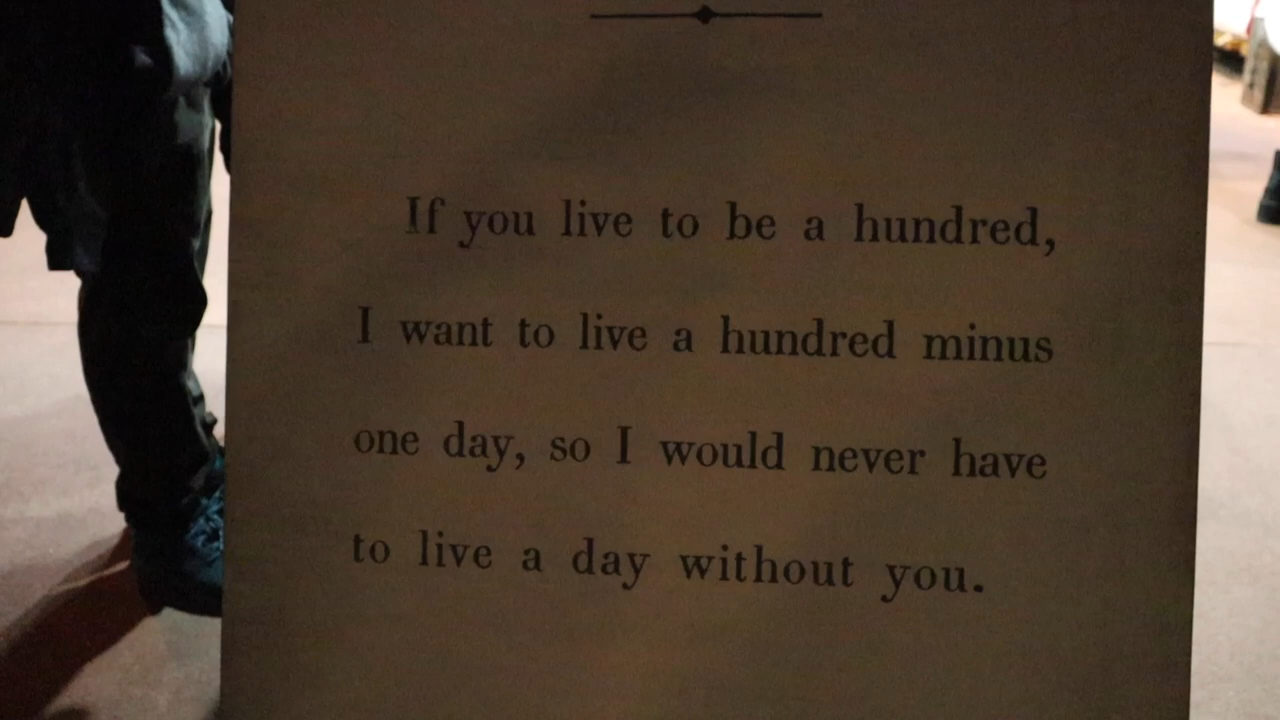 If you live to be a hundred,
I want to live a hundred minus
one day, so I would never have
to live a day without you.